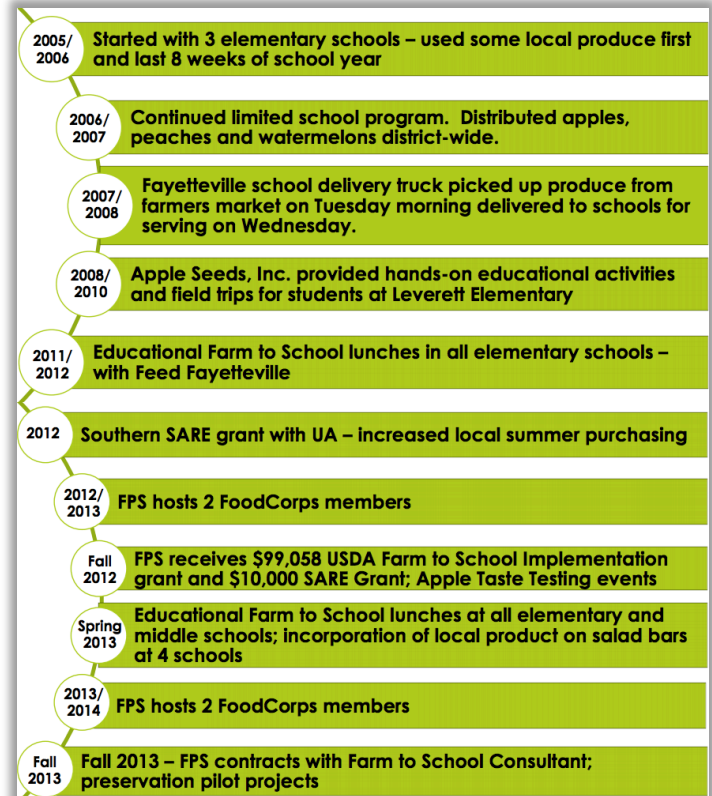 2005/
2006
Started with 3 elementary schools – used some local produce first
and last 8 weeks of school year
2006/
2007
Continued limited school program.  Distributed apples,
peaches and watermelons district-wide.
2007/
2008
Fayetteville school delivery truck picked up produce from
farmers market on Tuesday morning delivered to schools for
serving on Wednesday.
2008/
2010
Apple Seeds, Inc. provided hands-on educational activities
and field trips for students at Leverett Elementary
2011/
2012
Educational Farm to School lunches in all elementary schools –
with Feed Fayetteville
2012
Southern SARE grant with UA – increased local summer purchasing
2012/
2013
FPS hosts 2 FoodCorps members
Fall
2012
FPS receives $99,058 USDA Farm to School Implementation
grant and $10,000 SARE Grant; Apple Taste Testing events
Spring
2013
Educational Farm to School lunches at all elementary and
middle schools; incorporation of local product on salad bars
at 4 schools
2013/
2014
FPS hosts 2 FoodCorps members
Fall
2013
Fall 2013 – FPS contracts with Farm to School Consultant;
preservation pilot projects